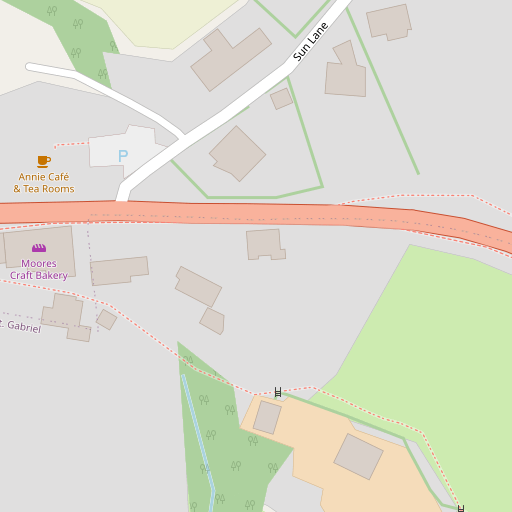 Sun Lane
P
Annie Café
& Tea Rooms
Moores
Craft Bakery
t. Gabriel